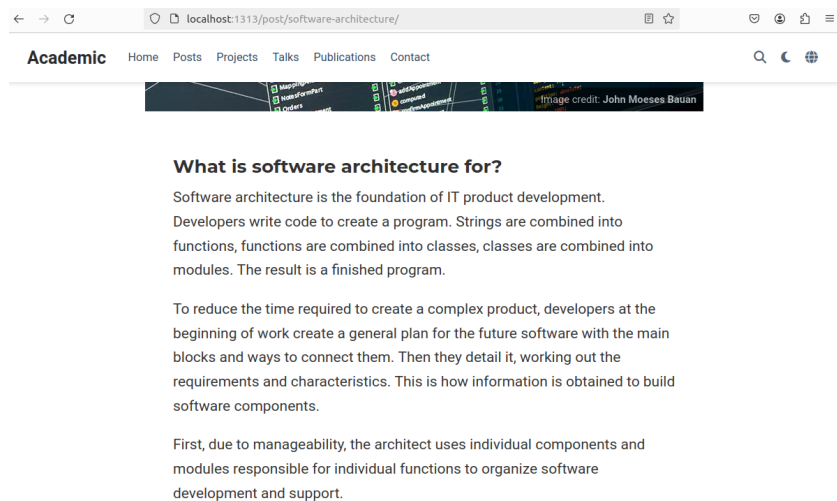 localhost:1313/post/software-architecture/
Academic Home Posts Projects Talks Publications Contact
NotesFormPart
addAppointment
Orders
computed
confirmAppointment
Image credit: John Moeses Bauan
What is software architecture for?
Software architecture is the foundation of IT product development.
Developers write code to create a program. Strings are combined into
functions, functions are combined into classes, classes are combined into
modules. The result is a finished program.
To reduce the time required to create a complex product, developers at the
beginning of work create a general plan for the future software with the main
blocks and ways to connect them. Then they detail it, working out the
requirements and characteristics. This is how information is obtained to build
software components.
First, due to manageability, the architect uses individual components and
modules responsible for individual functions to organize software
development and support.